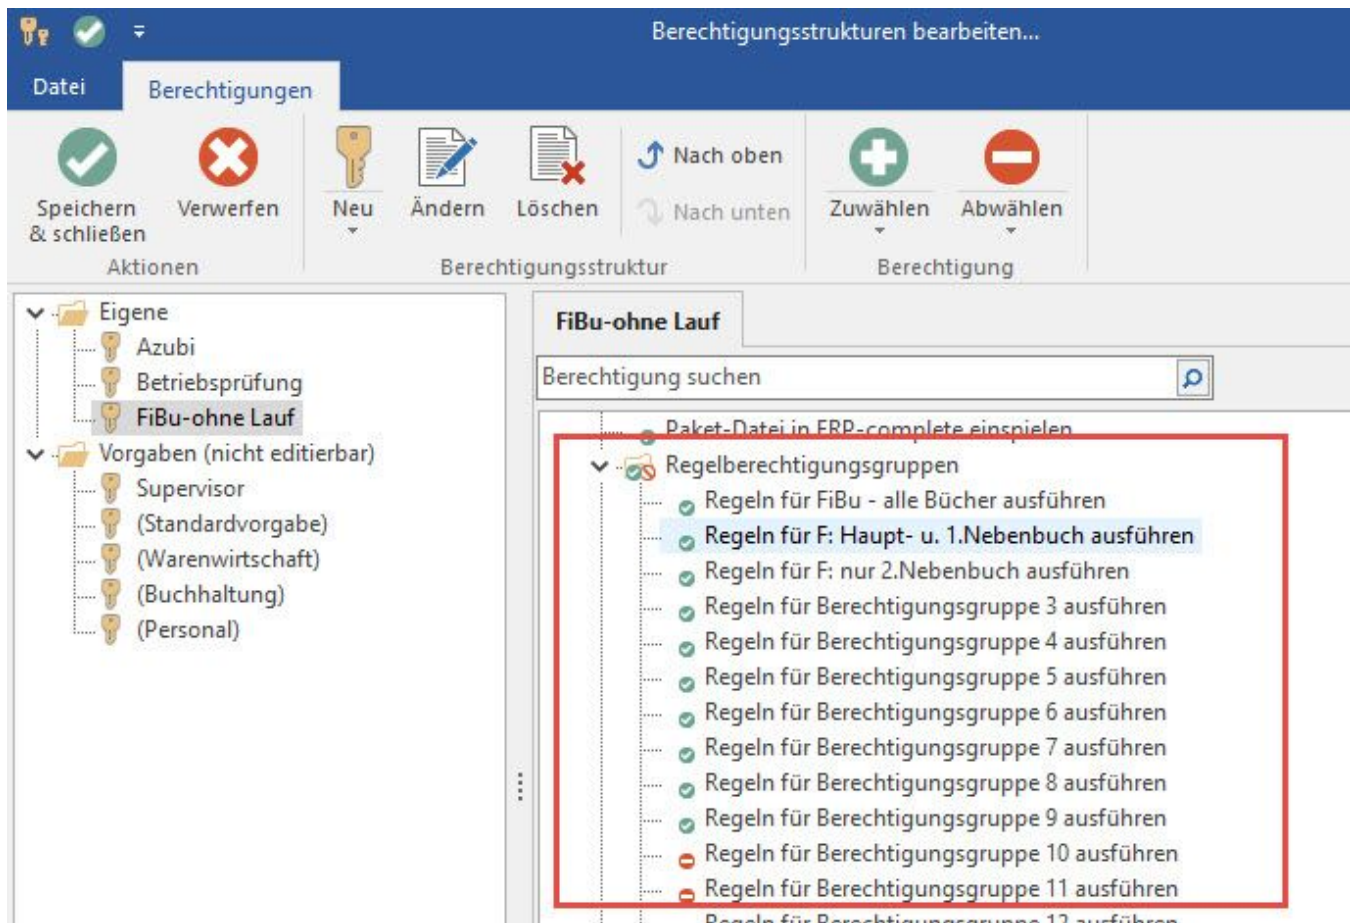 Berechtigungsstrukturen bearbeiten...
Datei Berechtigungen
Speichern & schließen
Verwerfen
Neu
Ändern
Löschen
Nach oben
Nach unten
Zuwählen
Abwählen
Aktionen
Berechtigungsstruktur
Berechtigung
Eigene
Azubi
Betriebsprüfung
FiBu-ohne Lauf
Vorgaben (nicht editierbar)
Supervisor
(Standardvorgabe)
(Warenwirtschaft)
(Buchhaltung)
(Personal)
FiBu-ohne Lauf
Berechtigung suchen
Paket-Datei in ERP-complete einspielen
Regelberechtigungsgruppen
Regeln für FiBu - alle Bücher ausführen
Regeln für F: Haupt- u. 1.Nebenbuch ausführen
Regeln für F: nur 2.Nebenbuch ausführen
Regeln für Berechtigungsgruppe 3 ausführen
Regeln für Berechtigungsgruppe 4 ausführen
Regeln für Berechtigungsgruppe 5 ausführen
Regeln für Berechtigungsgruppe 6 ausführen
Regeln für Berechtigungsgruppe 7 ausführen
Regeln für Berechtigungsgruppe 8 ausführen
Regeln für Berechtigungsgruppe 9 ausführen
Regeln für Berechtigungsgruppe 10 ausführen
Regeln für Berechtigungsgruppe 11 ausführen
Regeln für Berechtigungsgruppe 12 ausführen